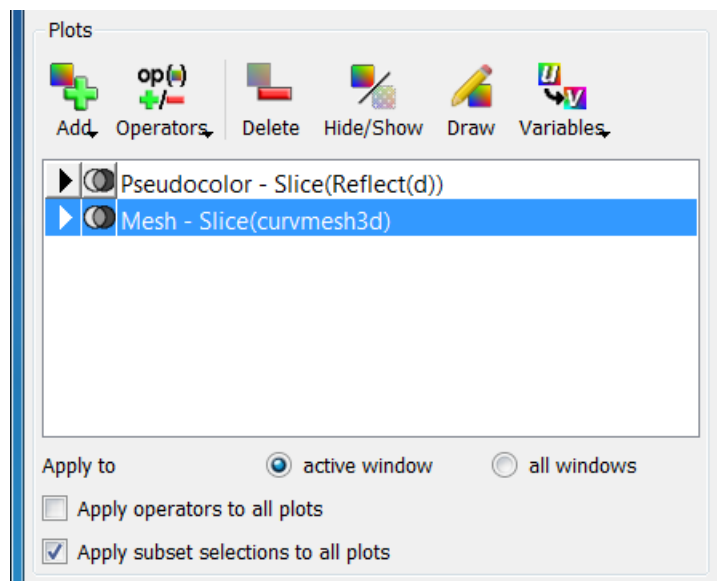 Plots
op( )
+/-
Add Operators Delete Hide/Show Draw Variables
u
v
Pseudocolor - Slice(Reflect(d))
Mesh - Slice(curvmesh3d)
Apply to active window all windows
Apply operators to all plots
Apply subset selections to all plots